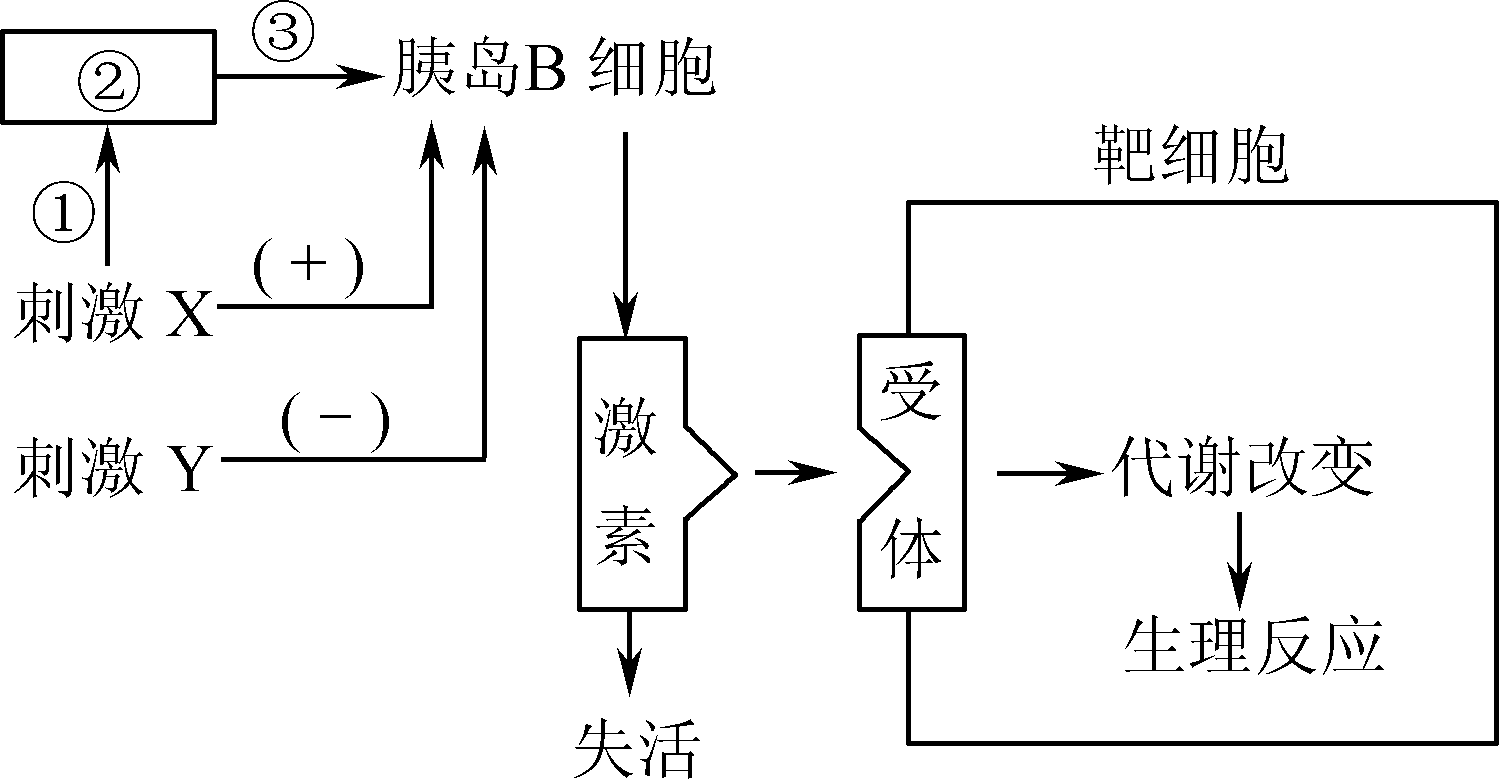 ③
② 胰岛B 细胞
靶细胞
①
刺激 X (+)
刺激 Y (-)
激素
受体
代谢改变
生理反应
失活